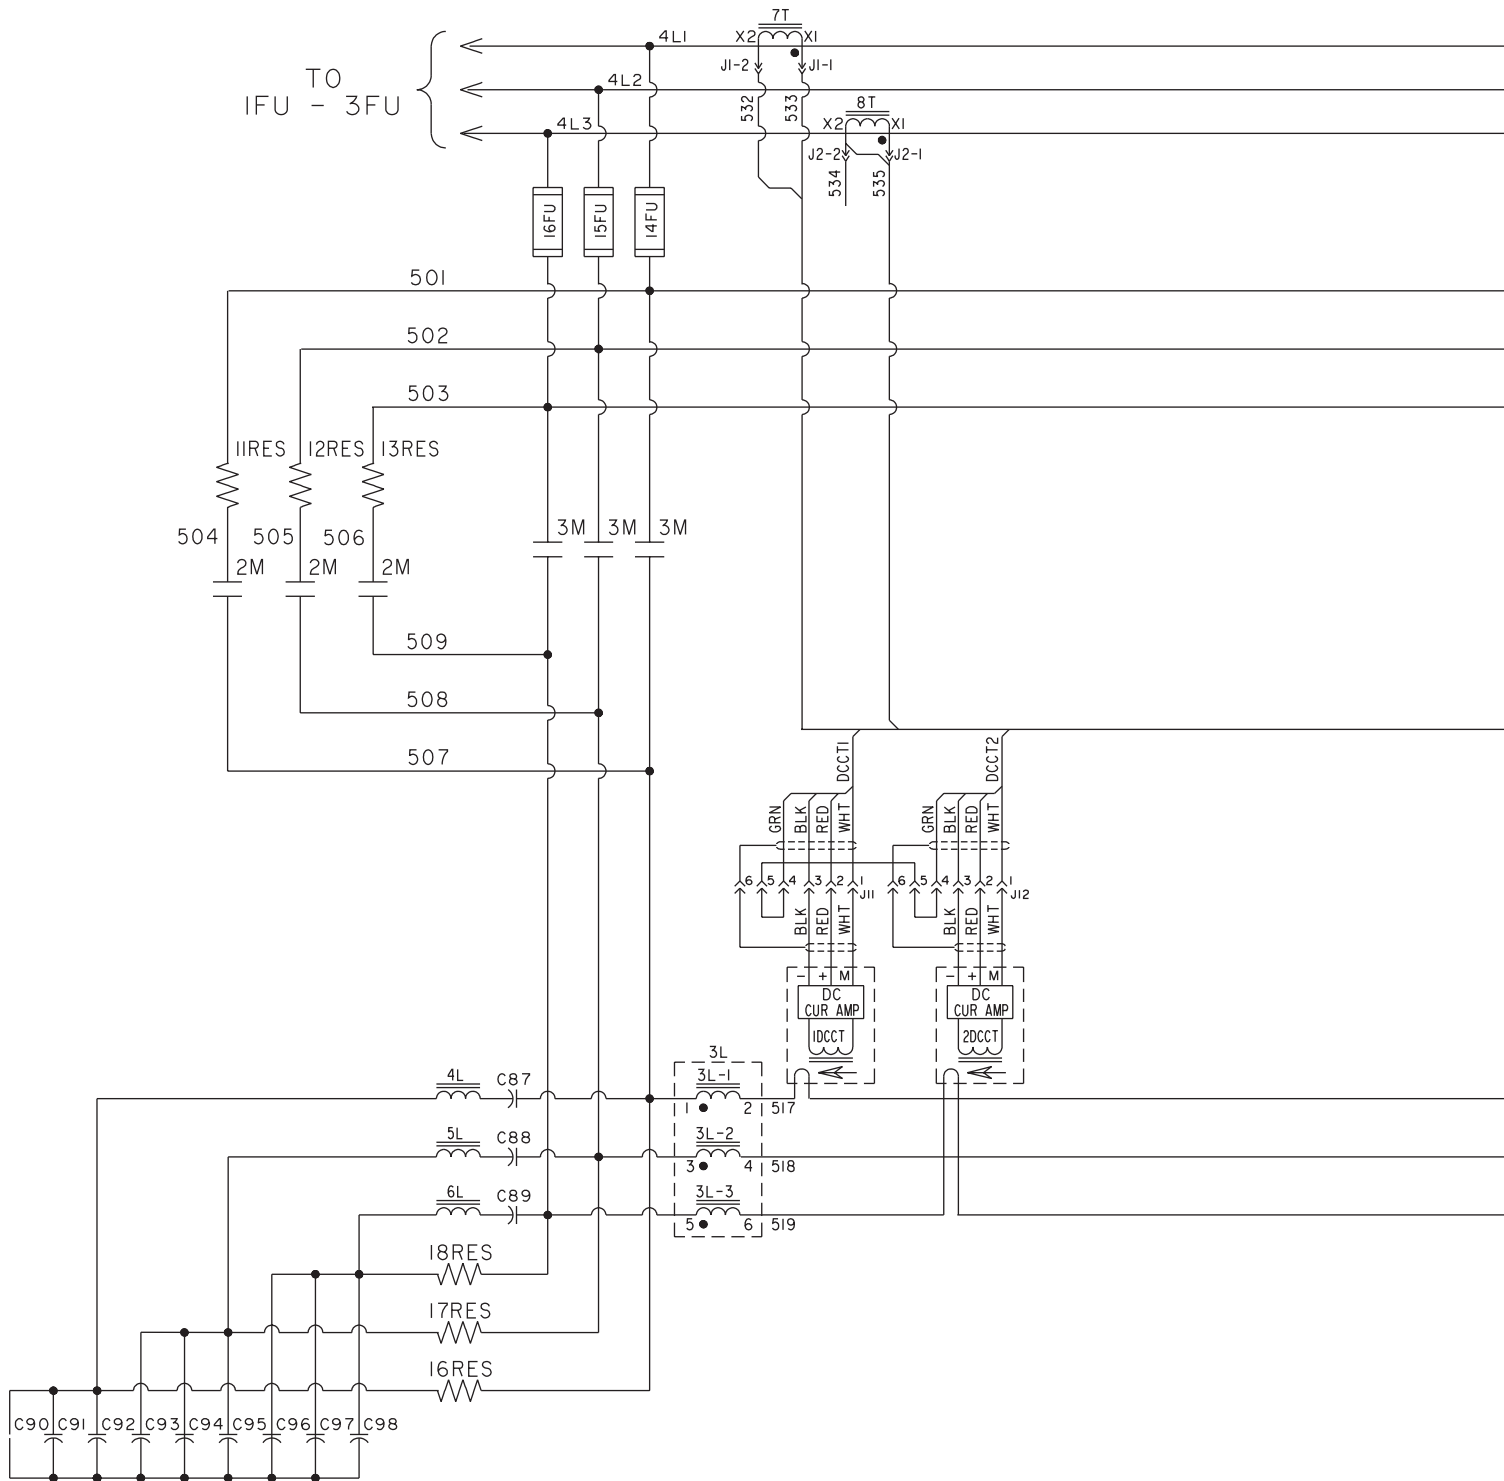 7T
X2 X1
4L1
J1-2 J1-1
TO
1FU - 3FU
4L2
532 533
8T
4L3
X2 X1
J2-2 J2-1
534 535
16FU 15FU 14FU
501
502
503
11RES 12RES 13RES
504 505 506
3M 3M 3M
2M 2M 2M
509
508
507
DCCT1 DCCT2
GRN BLK RED WHT GRN BLK RED WHT
6 5 4 3 2 1 6 5 4 3 2 1
J11 J12
BLK RED WHT BLK RED WHT
- + M - + M
DC DC
CUR AMP CUR AMP
1DCCT 2DCCT
3L
4L C87 3L-1
1 2 517
5L C88 3L-2
3 4 518
6L C89 3L-3
5 6 519
18RES
17RES
16RES
C90 C91 C92 C93 C94 C95 C96 C97 C98